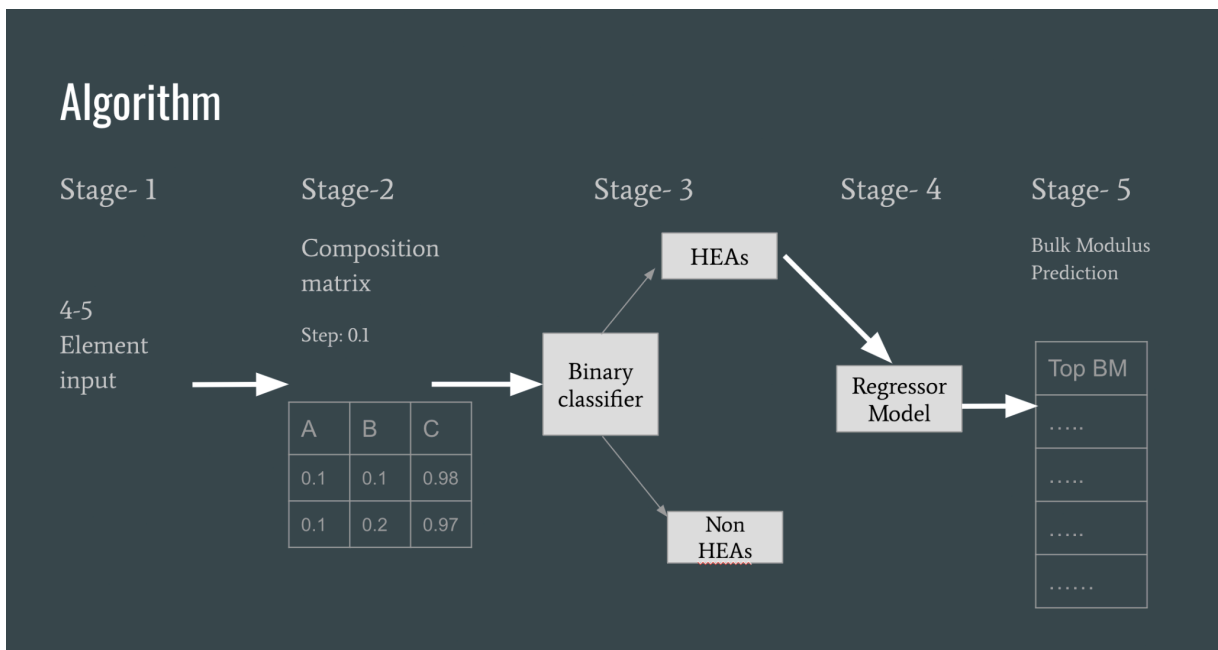 Algorithm
Stage- 1
4-5
Element
input
Stage-2
Composition
matrix
Step: 0.1
A B C
0.1 0.1 0.98
0.1 0.2 0.97
Stage- 3
HEAs
Binary
classifier
Non
HEAs
Stage- 4
Regressor
Model
Stage- 5
Bulk Modulus
Prediction
Top BM
.....
.....
.....
......